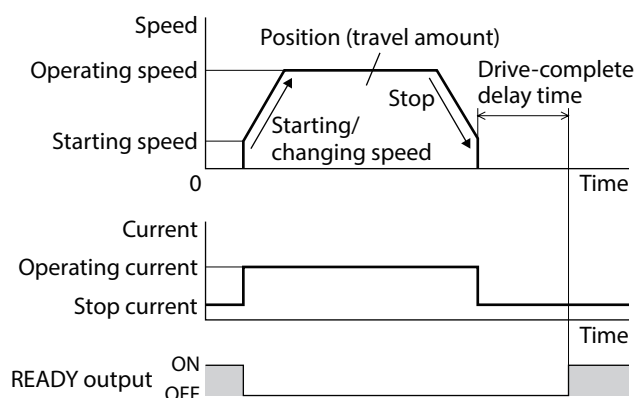 Speed
Position (travel amount)
Operating speed
Drive-complete
delay time
Stop
Starting/
changing speed
Starting speed
0
Time
Current
Operating current
Stop current
Time
READY output
ON
OFF